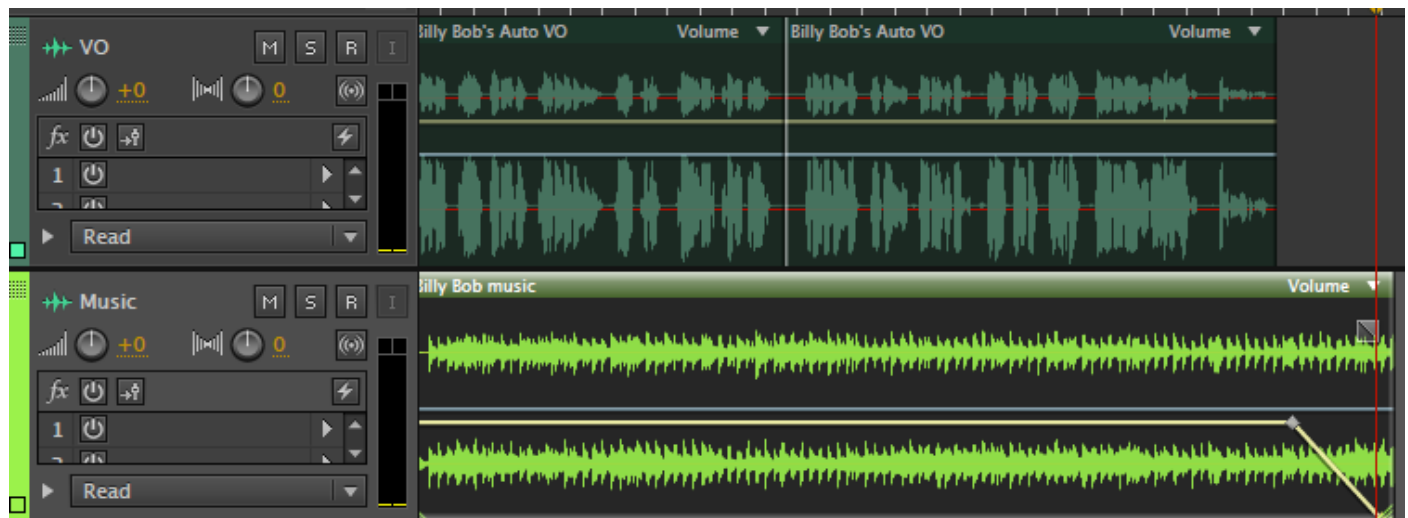 VO
M S R I
Billy Bob's Auto VO Volume
Billy Bob's Auto VO Volume
+0 0
fx
1
Read
Music
M S R I
Billy Bob music Volume
+0 0
fx
1
Read